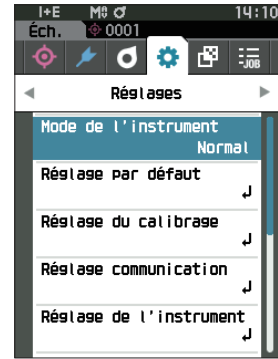 I+E M0 14:10
Éch. 0001
JOB
Réglages
Mode de l'instrument
Normal
Réglage par défaut
Réglage du calibrage
Réglage communication
Réglage de l'instrument